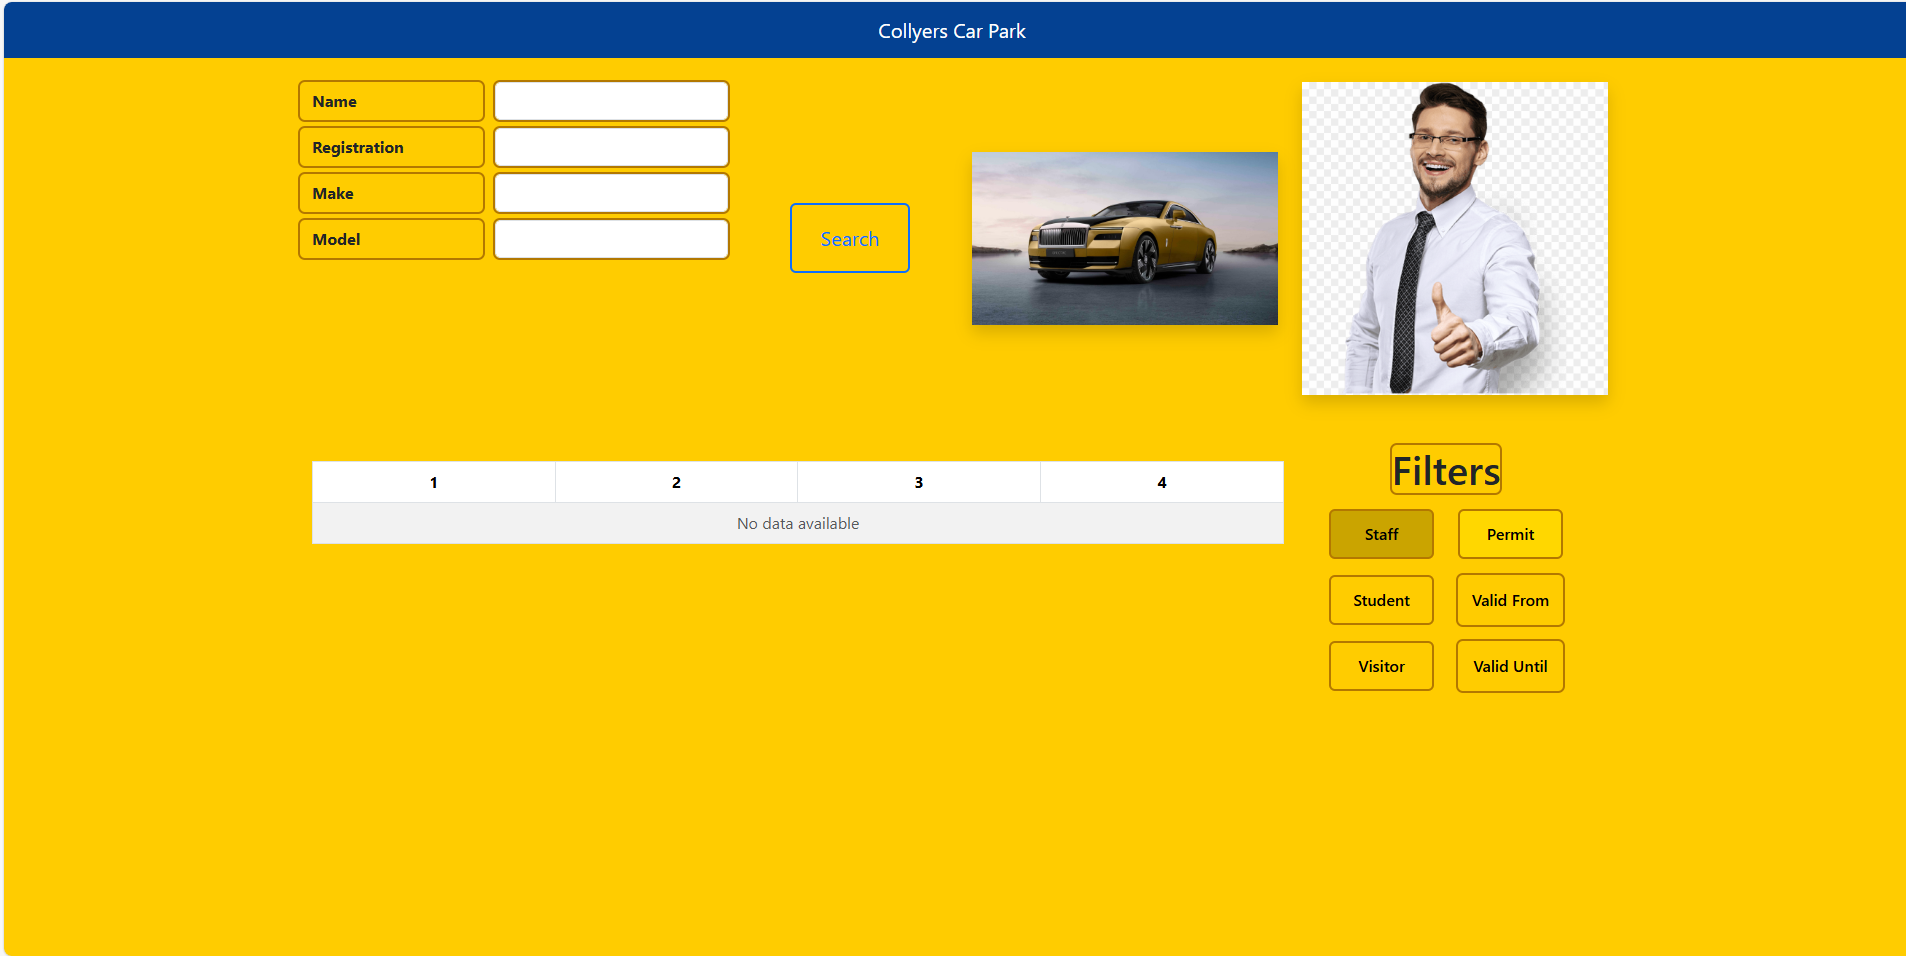 Collyers Car Park
Name
Registration
Make
Model
Search
Filters
1 2 3 4
No data available
Staff Permit
Student Valid From
Visitor Valid Until